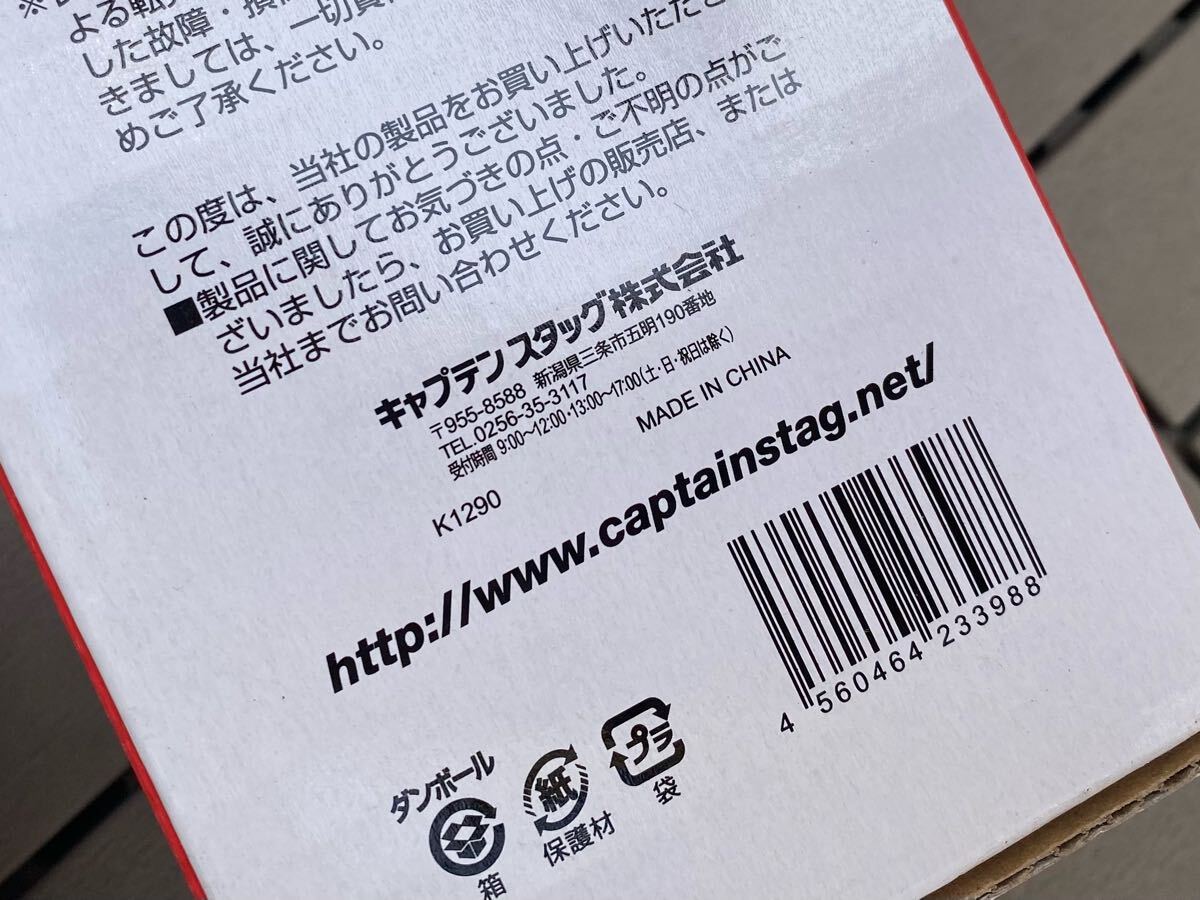 よる転
した故障・損
きましては、一切責
めご了承ください。
この度は、当社の製品をお買い上げいただき
して、誠にありがとうございました。
■製品に関してお気づきの点・ご不明の点がご
ざいましたら、お買い上げの販売店、または
当社までお問い合わせください。
キャプテンスタッグ株式会社
〒955-8588 新潟県三条市五明190番地
TEL.0256-35-3117
受付時間 9:00〜12:00・13:00〜17:00(土・日・祝日は除く)
MADE IN CHINA
K1290
http://www.captainstag.net/
4 560464 233988
ダンボール
箱
紙
保護材
プラ
袋